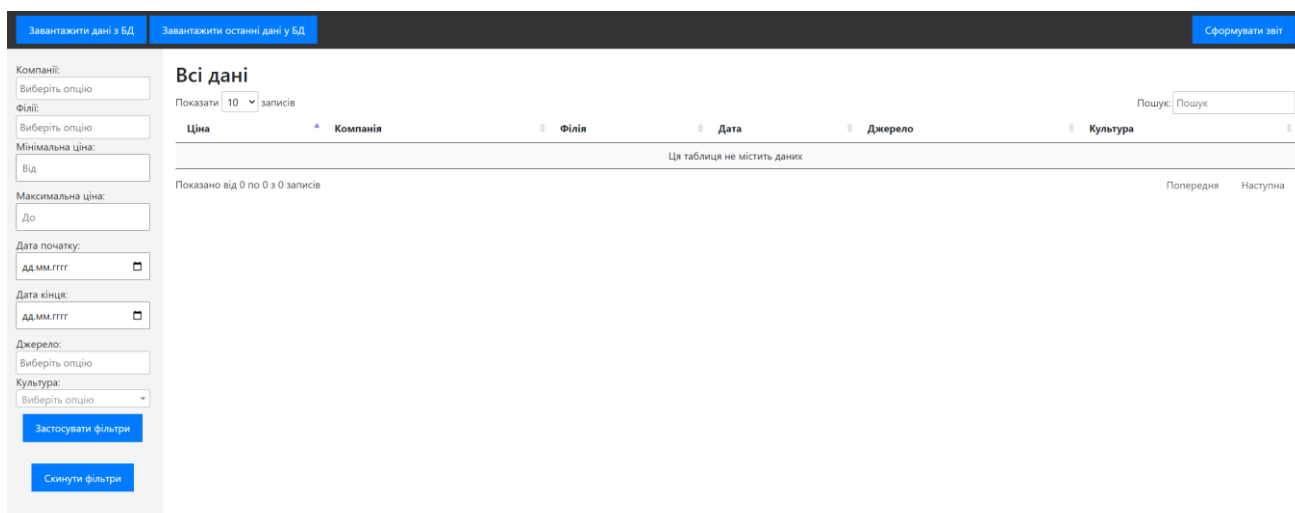 Завантажити дані з БД
Завантажити останні дані у БД
Сформувати звіт
Компанії:
Виберіть опцію
Філії:
Виберіть опцію
Мінімальна ціна:
Від
Максимальна ціна:
До
Дата початку:
дд.мм.гггг
Дата кінця:
дд.мм.гггг
Джерело:
Виберіть опцію
Культура:
Виберіть опцію
Застосувати фільтри
Скинути фільтри
Всі дані
Показати 10 записів
Пошук: Пошук
Ціна Компанія Філія Дата Джерело Культура
Ця таблиця не містить даних
Показано від 0 по 0 з 0 записів
Попередня Наступна